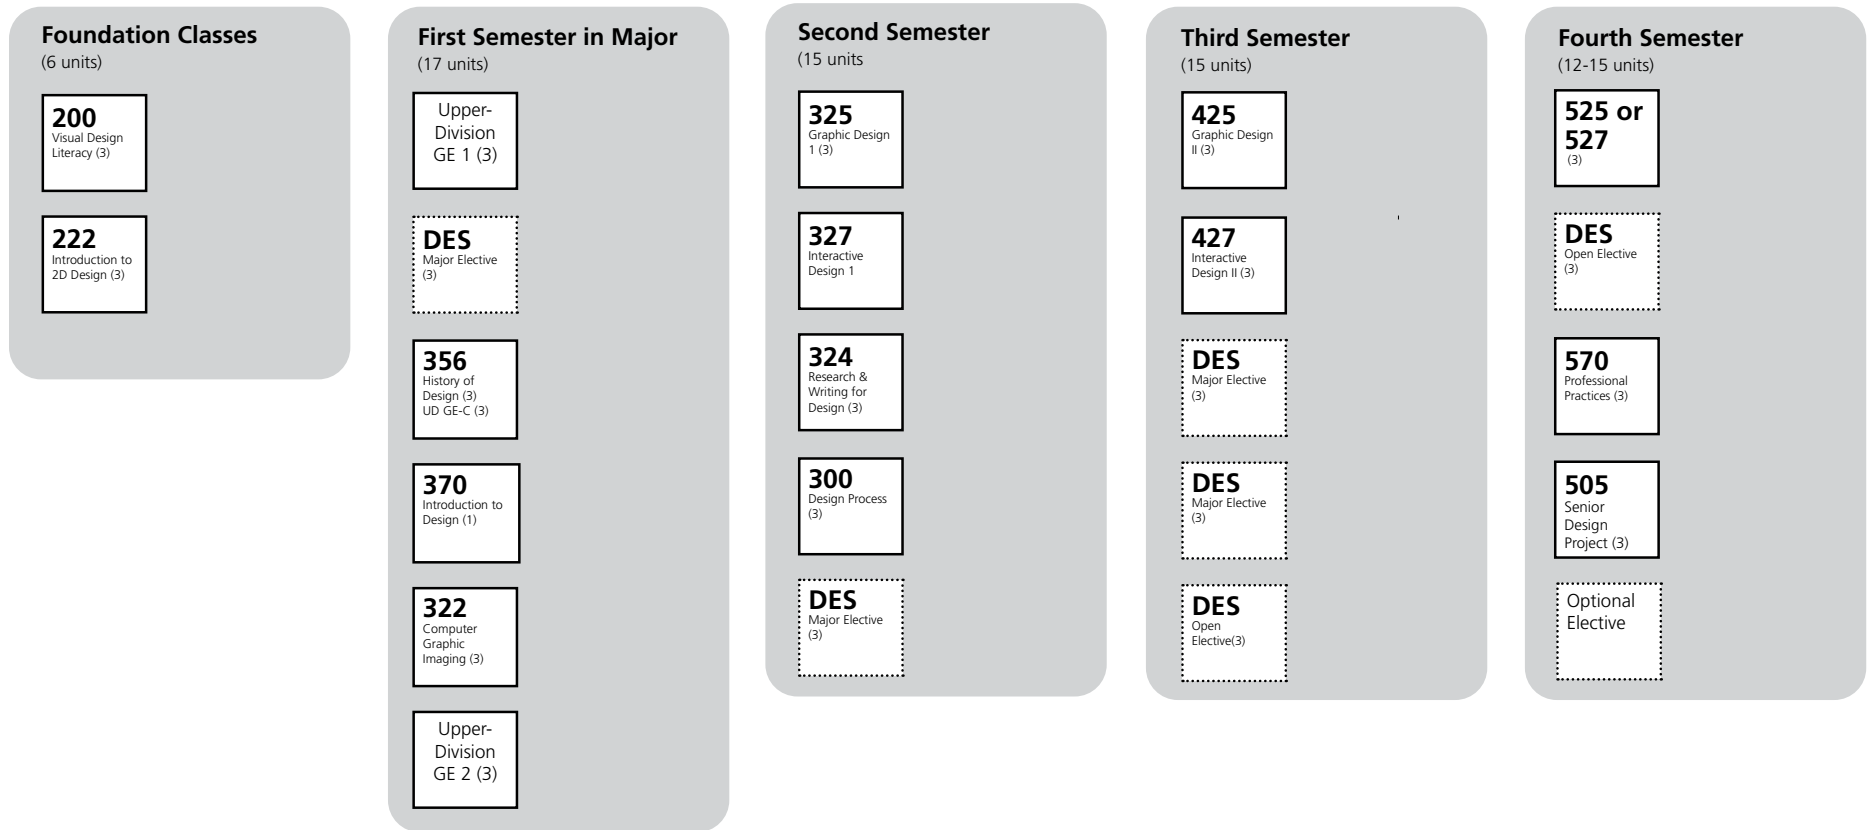 Foundation Classes
(6 units)
200
Visual Design
Literacy (3)
222
Introduction to
2D Design (3)
First Semester in Major
(17 units)
Upper-
Division
GE 1 (3)
DES
Major Elective
(3)
356
History of
Design (3)
UD GE-C (3)
370
Introduction to
Design (1)
322
Computer
Graphic
Imaging (3)
Upper-
Division
GE 2 (3)
Second Semester
(15 units
325
Graphic Design
1 (3)
327
Interactive
Design 1
324
Research &
Writing for
Design (3)
300
Design Process
(3)
DES
Major Elective
(3)
Third Semester
(15 units)
425
Graphic Design
II (3)
427
Interactive
Design II (3)
DES
Major Elective
(3)
DES
Major Elective
(3)
DES
Open
Elective(3)
Fourth Semester
(12-15 units)
525 or
527
(3)
DES
Open Elective
(3)
570
Professional
Practices (3)
505
Senior
Design
Project (3)
Optional
Elective